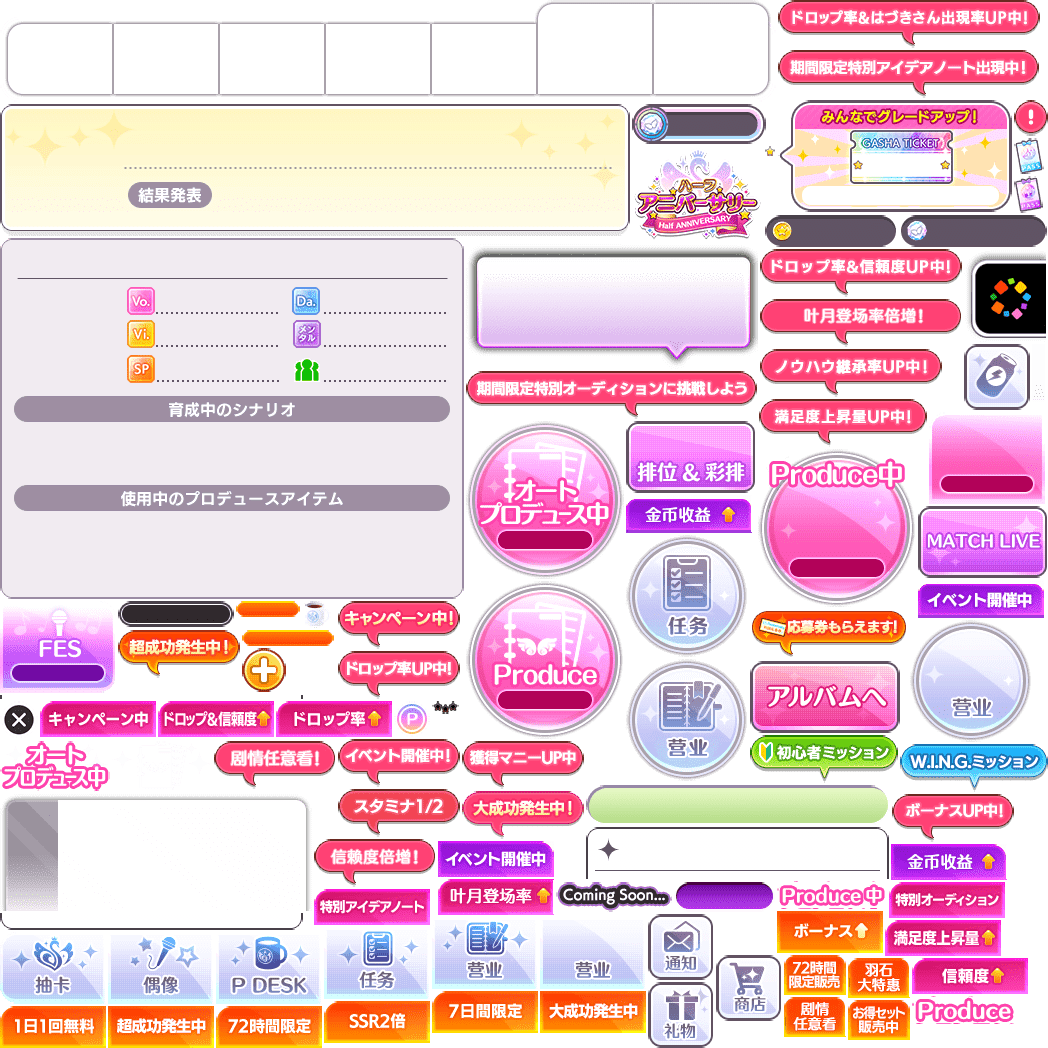 ドロップ率&はづきさん出現率UP中!
期間限定特別アイデアノート出現中!
みんなでグレードアップ!
GASHA TICKET
PASS
PASS
結果発表
ハーフ
アニバーサリー
Half ANNIVERSARY
ドロップ率&信頼度UP中!
叶月登场率倍增!
ノウハウ継承率UP中!
満足度上昇量UP中!
Vo.
Da.
Vi.
メンタル
SP
育成中のシナリオ
使用中のプロデュースアイテム
期間限定特別オーディションに挑戦しよう
オート
プロデュース中
排位 & 彩排
金币收益
Produce中
MATCH LIVE
任务
イベント開催中
FES
超成功発生中!
キャンペーン中!
ドロップ率UP中!
Produce
応募券もらえます!
アルバムへ
营业
营业
キャンペーン中
ドロップ&信頼度
ドロップ率
P
オート
プロデュース中
剧情任意看!
イベント開催中!
獲得マニーUP中
初心者ミッション
W.I.N.G.ミッション
スタミナ1/2
大成功発生中!
ボーナスUP中!
信赖度倍增!
イベント開催中
金币收益
特別アイデアノート
叶月登场率
Coming Soon...
Produce中
特別オーディション
ボーナス
満足度上昇量
抽卡
偶像
P DESK
任务
营业
营业
通知
商店
72時間
限定販売
羽石
大特惠
信頼度
1日1回無料
超成功発生中
72時間限定
SSR2倍
7日間限定
大成功発生中
礼物
剧情
任意看
お得セット
販売中
Produce